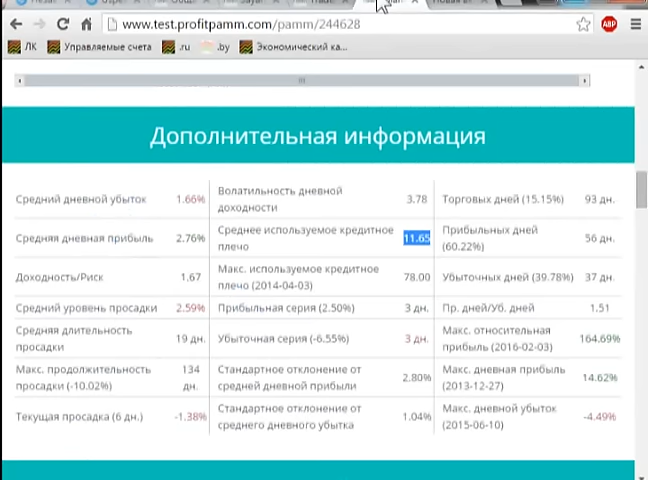 www.test.profitpamm.com/pamm/244628
ABP
ЛК Управляемые счета .ru .by Экономический ка...
Дополнительная информация
Средний дневной убыток 1.66%
Средняя дневная прибыль 2.76%
Доходность/Риск 1.67
Средний уровень просадки 2.59%
Средняя длительность
просадки 19 дн.
Макс. продолжительность
просадки (-10.02%) 134
дн.
Текущая просадка (6 дн.) -1.38%
Волатильность дневной
доходности 3.78
Среднее используемое кредитное
плечо 11.65
Макс. используемое кредитное
плечо (2014-04-03) 78.00
Прибыльная серия (2.50%) 3 дн.
Убыточная серия (-6.55%) 3 дн.
Стандартное отклонение от
средней дневной прибыли 2.80%
Стандартное отклонение от
среднего дневного убытка 1.04%
Торговых дней (15.15%) 93 дн.
Прибыльных дней
(60.22%) 56 дн.
Убыточных дней (39.78%) 37 дн.
Пр. дней/Уб. дней 1.51
Макс. относительная
прибыль (2016-02-03) 164.69%
Макс. дневная прибыль
(2013-12-27) 14.62%
Макс. дневной убыток
(2015-06-10) -4.49%